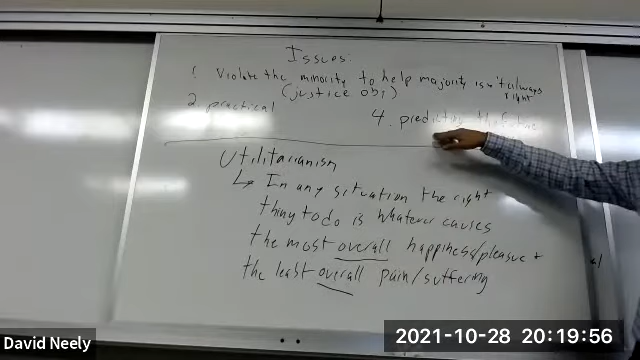 Issues:
1. Violate the minority to help majority isn't always right
(justice obj)
2. practical
4. predicting the future
Utilitarianism
↳ In any situation the right
thing to do is whatever causes
the most overall happiness/pleasure +
the least overall pain/suffering
al
David Neely
2021-10-28 20:19:56